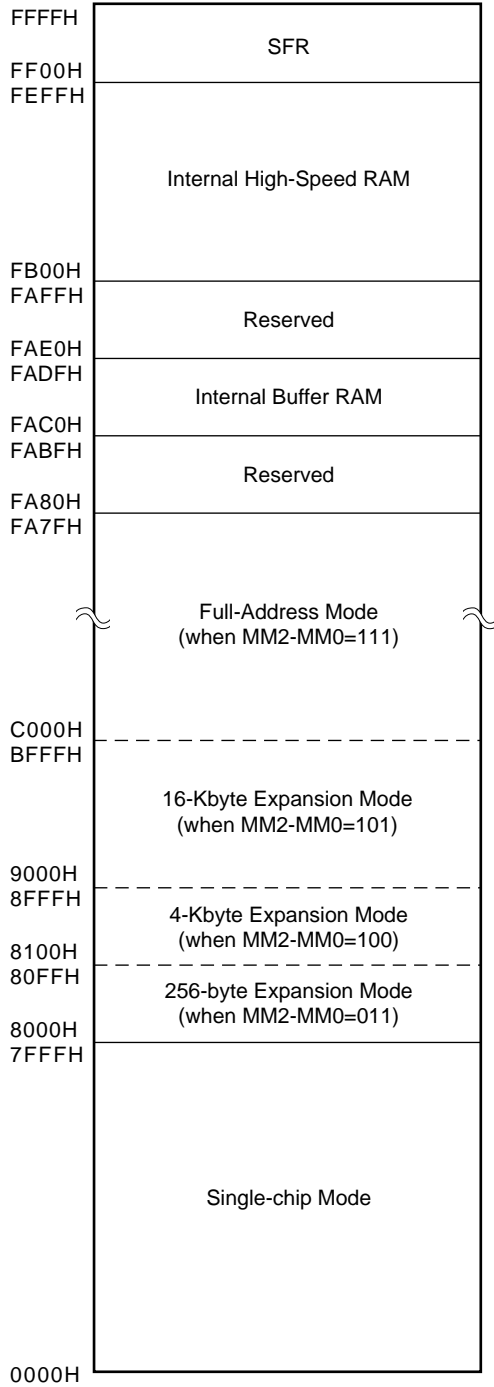 FFFFH
SFR
FF00H
FEFFH
Internal High-Speed RAM
FB00H
FAFFH
Reserved
FAE0H
FADFH
Internal Buffer RAM
FAC0H
FABFH
Reserved
FA80H
FA7FH
Full-Address Mode
(when MM2-MM0=111)
C000H
BFFFH
16-Kbyte Expansion Mode
(when MM2-MM0=101)
9000H
8FFFH
4-Kbyte Expansion Mode
(when MM2-MM0=100)
8100H
80FFH
256-byte Expansion Mode
(when MM2-MM0=011)
8000H
7FFFH
Single-chip Mode
0000H